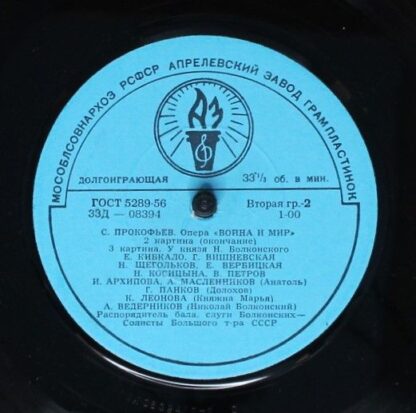 МОСОБЛСОВНАРХОЗ РСФСР АПРЕЛЕВСКИЙ ЗАВОД ГРАМПЛАСТИНОК
АЗ
ДОЛГОИГРАЮЩАЯ 33⅓ об. в мин.
ГОСТ 5289-56 Вторая гр.-2
33Д — 08394 1-00
С. ПРОКОФЬЕВ. Опера «ВОЙНА И МИР»
2 картина (окончание)
3 картина. У князя Н. Болконского
Е. КИБКАЛО, Г. ВИШНЕВСКАЯ
Н. ЩЕГОЛЬКОВ, Е. ВЕРБИЦКАЯ
Н. КОСИЦЫНА, В. ПЕТРОВ
И. АРХИПОВА, А. МАСЛЕННИКОВ (Анатоль)
Г. ПАНКОВ (Долохов)
К. ЛЕОНОВА (Княжна Марья)
А. ВЕДЕРНИКОВ (Николай Болконский)
Распорядитель бала, слуги Болконских—
Солисты Большого т-ра СССР